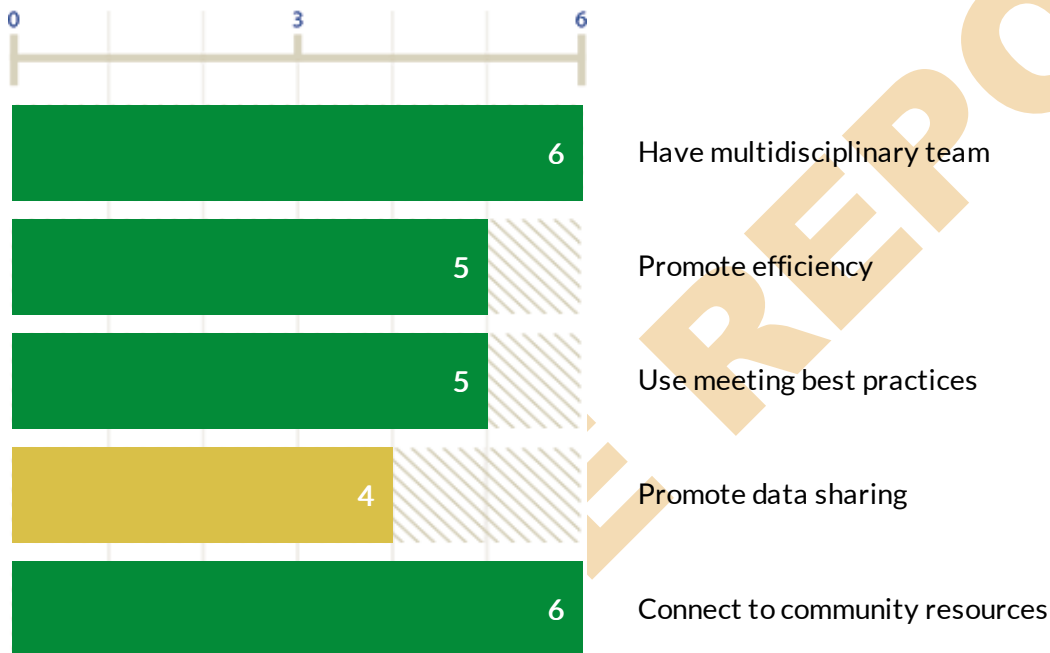 0 3 6
6 Have multidisciplinary team
5 Promote efficiency
5 Use meeting best practices
4 Promote data sharing
6 Connect to community resources
E REPO